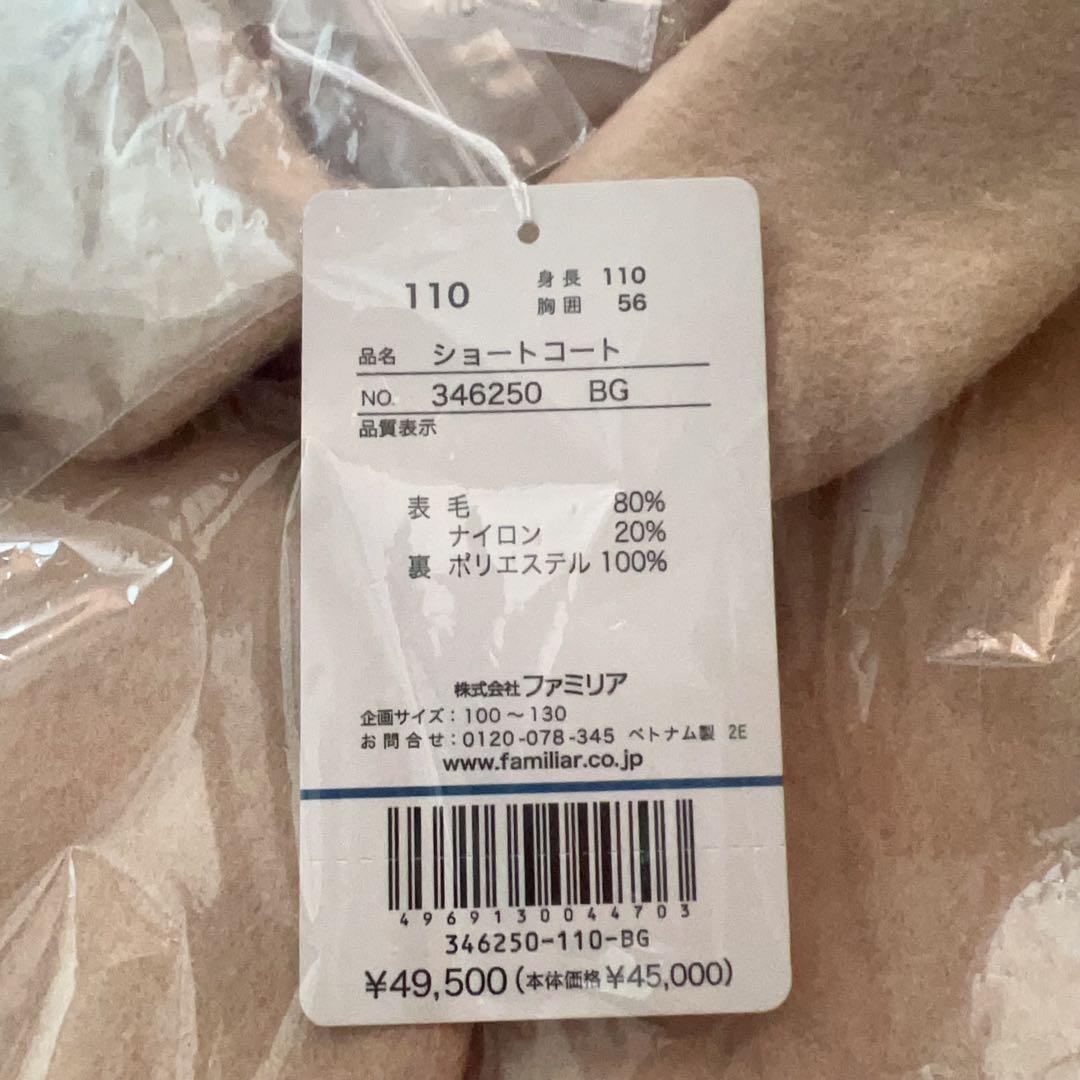 110 身長 110
胸囲 56
品名 ショートコート
NO. 346250 BG
品質表示
表 毛 80%
ナイロン 20%
裏 ポリエステル 100%
株式会社 ファミリア
企画サイズ：100～130
お問合せ：0120-078-345 ベトナム製 2E
www.familiar.co.jp
4969130044703
346250-110-BG
¥49,500(本体価格¥45,000)